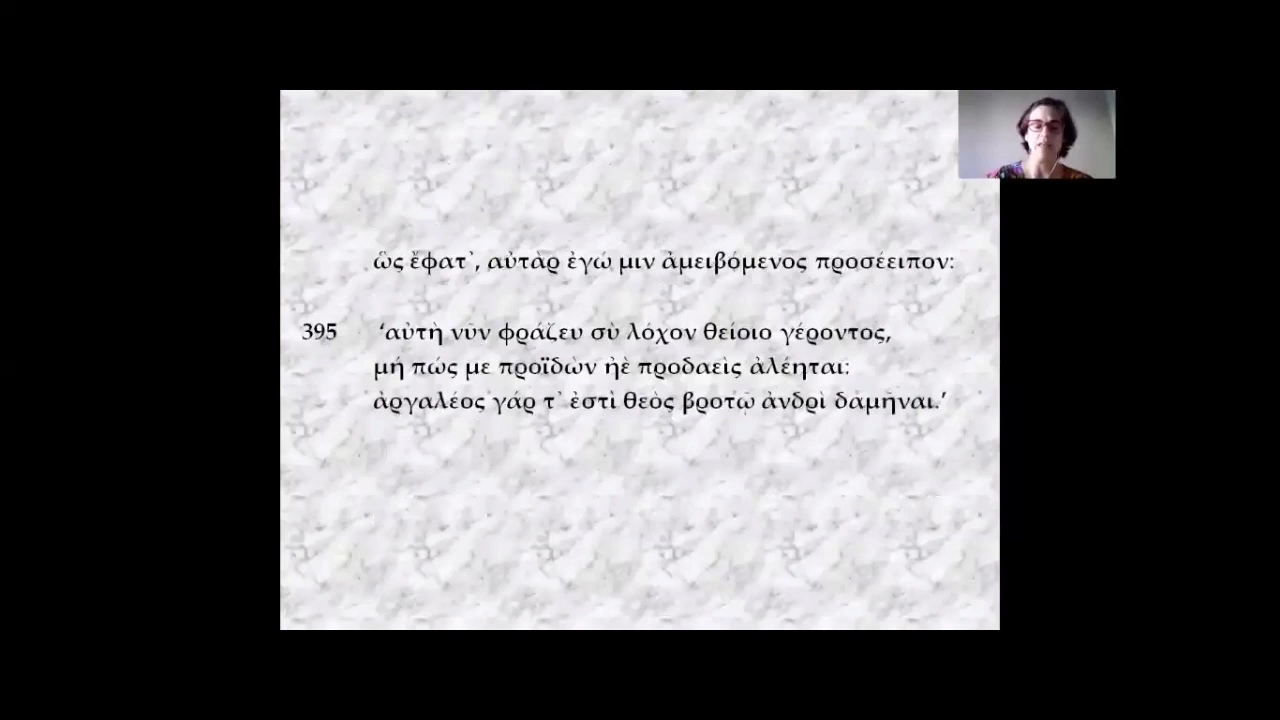 ὣς ἔφατ᾽, αὐτὰρ ἐγώ μιν ἀμειβόμενος προσέειπον:
395 ‘αὐτὴ νῦν φράζευ σὺ λόχον θείοιο γέροντος,
μή πώς με προϊδὼν ἠὲ προδαεὶς ἀλέηται:
ἀργαλέος γάρ τ᾽ ἐστὶ θεὸς βροτῷ ἀνδρὶ δαμῆναι.’